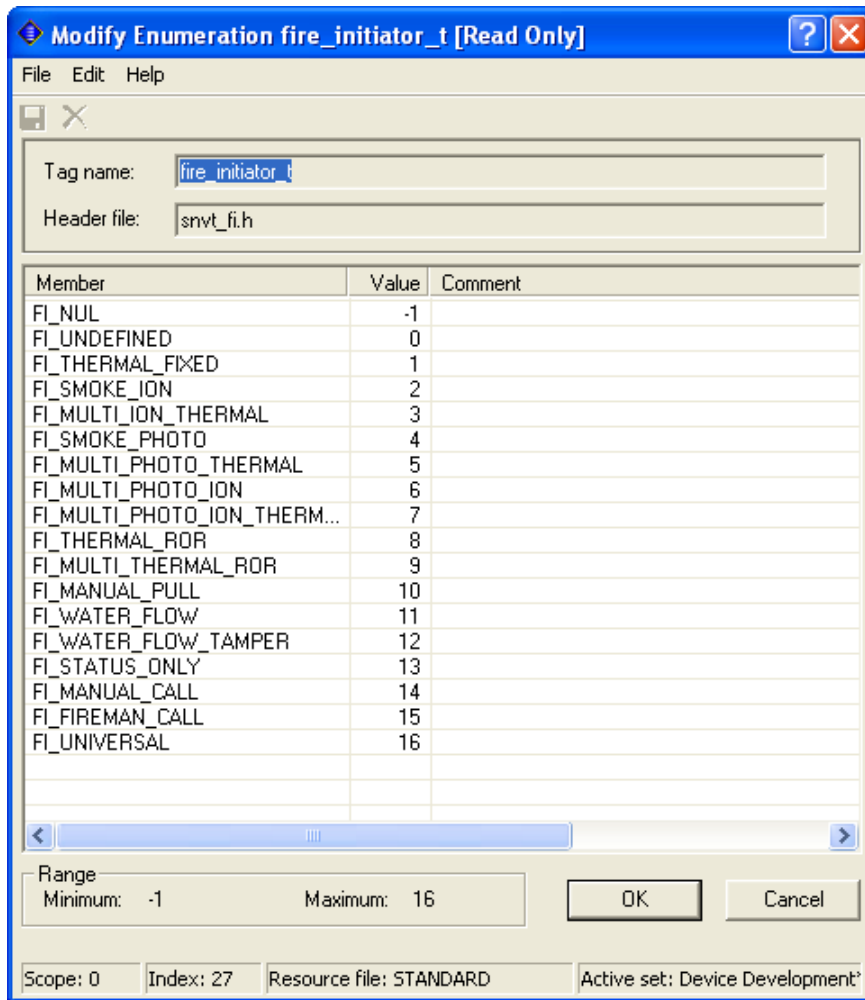 Modify Enumeration fire_initiator_t [Read Only]
File Edit Help
Tag name: fire_initiator_t
Header file: snvt_fi.h
Member Value Comment
FI_NUL -1
FI_UNDEFINED 0
FI_THERMAL_FIXED 1
FI_SMOKE_ION 2
FI_MULTI_ION_THERMAL 3
FI_SMOKE_PHOTO 4
FI_MULTI_PHOTO_THERMAL 5
FI_MULTI_PHOTO_ION 6
FI_MULTI_PHOTO_ION_THERM... 7
FI_THERMAL_ROR 8
FI_MULTI_THERMAL_ROR 9
FI_MANUAL_PULL 10
FI_WATER_FLOW 11
FI_WATER_FLOW_TAMPER 12
FI_STATUS_ONLY 13
FI_MANUAL_CALL 14
FI_FIREMAN_CALL 15
FI_UNIVERSAL 16
Range
Minimum: -1 Maximum: 16 OK Cancel
Scope: 0 Index: 27 Resource file: STANDARD Active set: Device Development